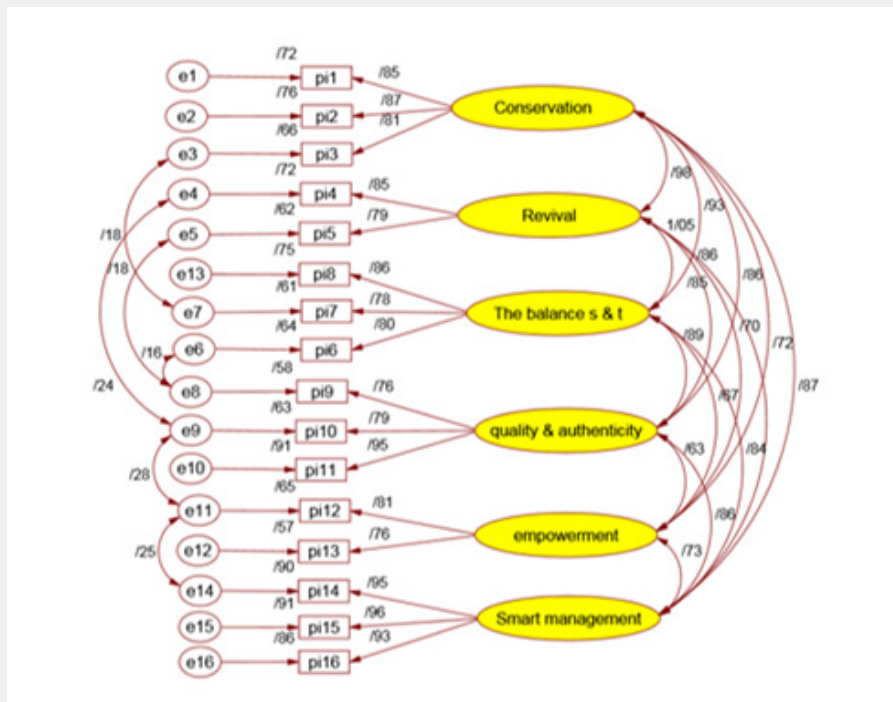 /72
e1 pi1 /85
/76
Conservation
e2 pi2 /87
/66
/81
e3 pi3
/72
/98
e4 pi4 /85
/93
/62
Revival
/18
e5 pi5 /79
1/05
/75
/86
/18
e13 pi8 /86
/86
/85
/61
e7 pi7 /78
The balance s & t
/64
/70
/89
/16
e6 pi6 /80
/72
/58
/24
e8 pi9 /76
/87
/67
/63
e9 pi10 /79
quality & authenticity
/91
/63
/84
/28
e10 pi11 /95
/65
e11 pi12 /81
/86
/57
empowerment
/25
e12 pi13 /76
/73
/90
e14 pi14 /95
/91
Smart management
e15 pi15 /96
/86
e16 pi16 /93